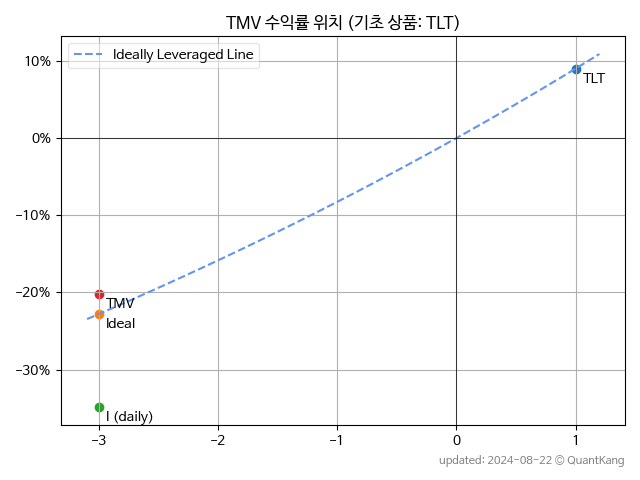 TMV 수익률 위치 (기초 상품: TLT)
Ideally Leveraged Line
10%
0%
−10%
−20%
−30%
TLT
TMV
Ideal
I (daily)
−3
−2
−1
0
1
updated: 2024-08-22 © QuantKang